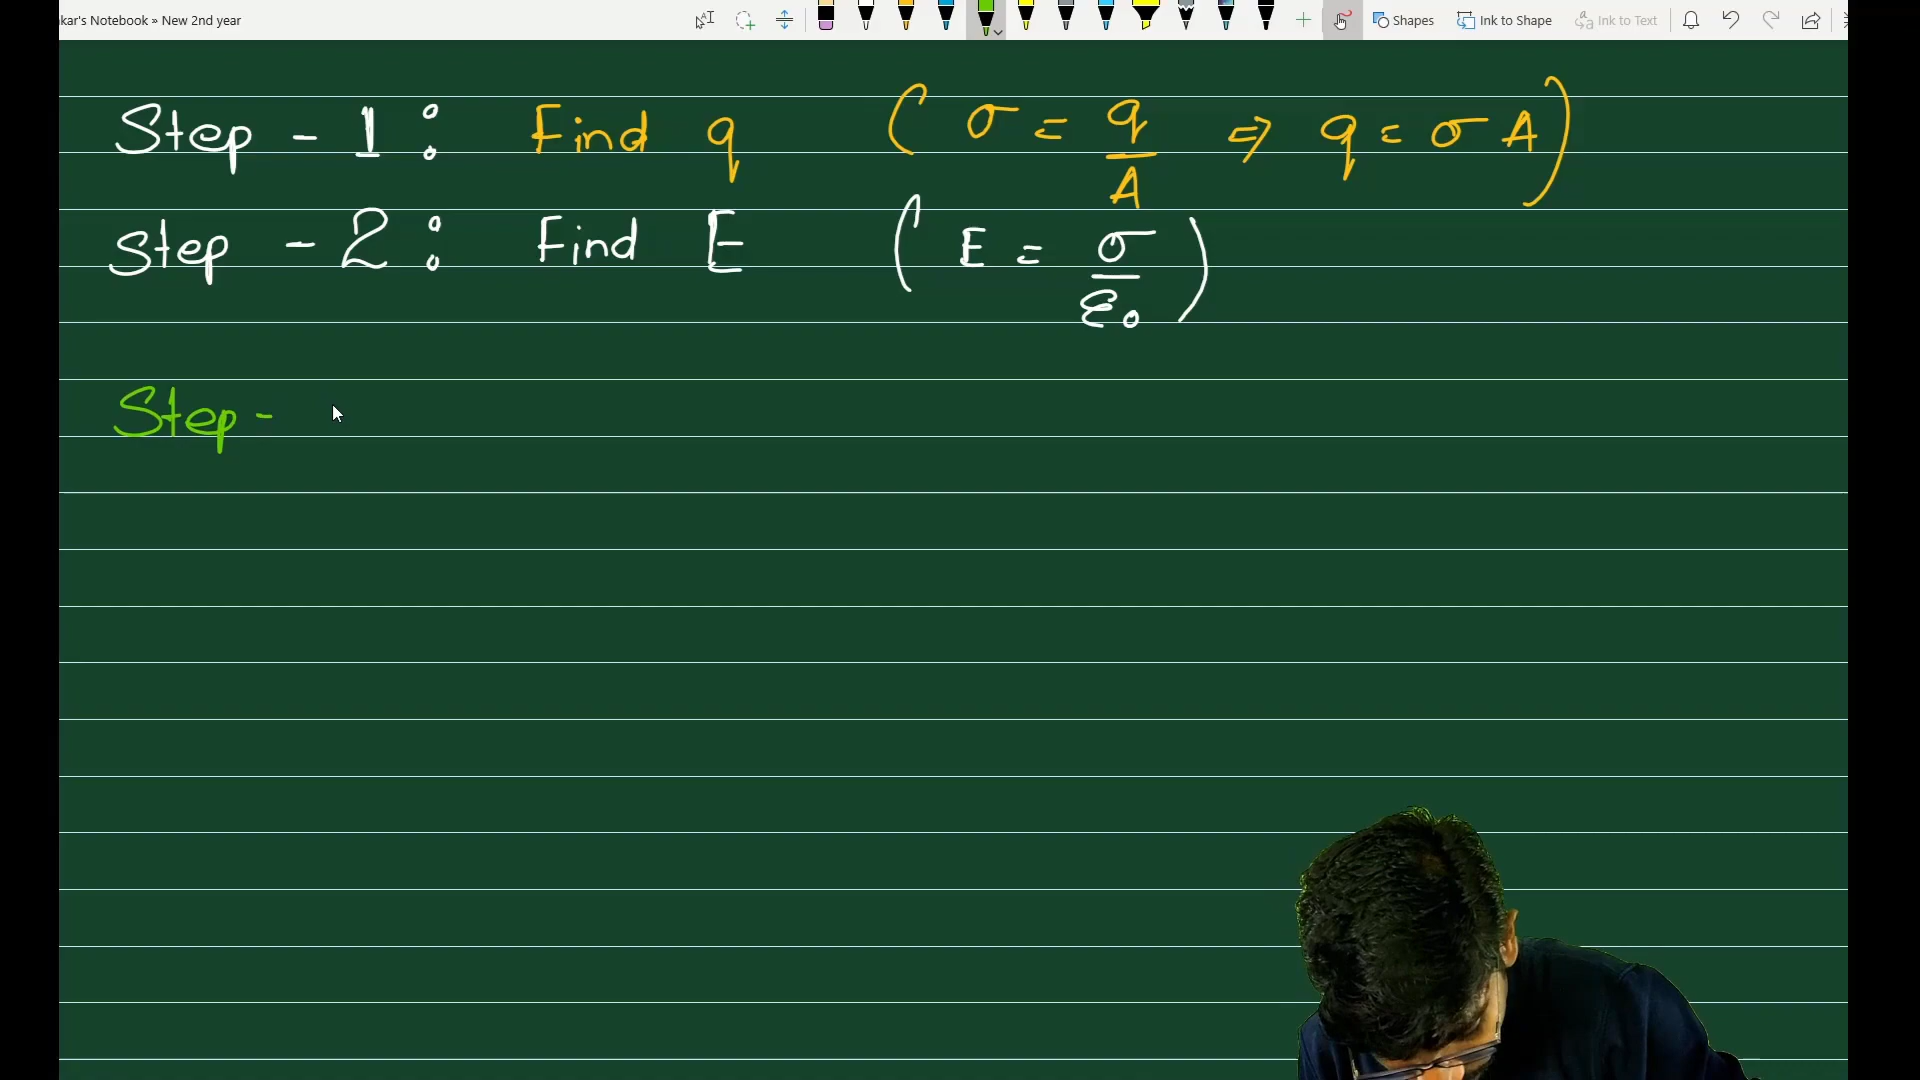 nkar's Notebook » New 2nd year
Shapes Ink to Shape Ink to Text
Step - 1 : Find q ( σ = q/A ⇒ q = σ A )
Step - 2 : Find E ( E = σ/ε₀ )
Step -